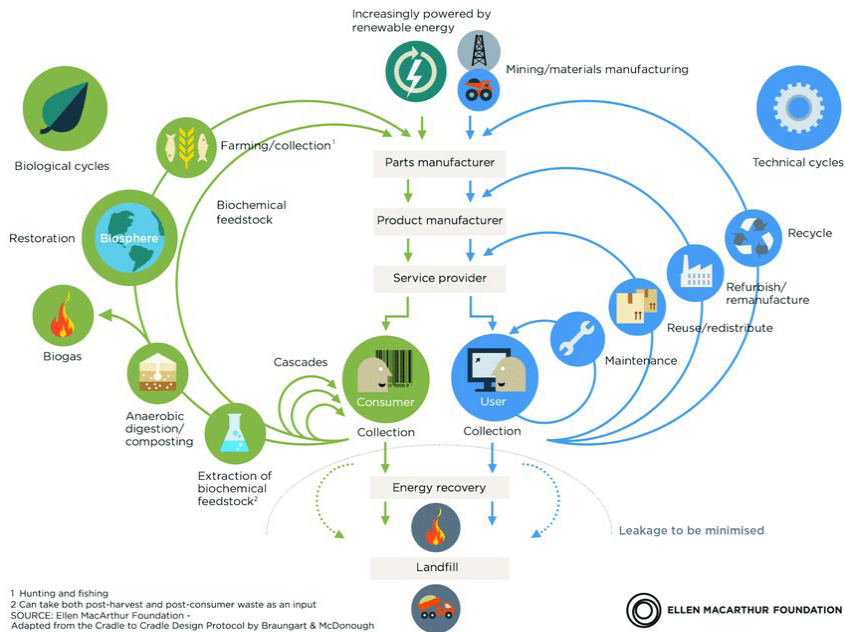 Increasingly powered by
renewable energy
Mining/materials manufacturing
Biological cycles
Technical cycles
Farming/collection¹
Parts manufacturer
Biochemical
feedstock
Product manufacturer
Restoration
Biosphere
Recycle
Service provider
Refurbish/
remanufacture
Reuse/redistribute
Biogas
Maintenance
Cascades
Consumer
User
Anaerobic
digestion/
composting
Collection
Collection
Extraction of
biochemical
feedstock²
Energy recovery
Leakage to be minimised
Landfill
1 Hunting and fishing
2 Can take both post-harvest and post-consumer waste as an input
SOURCE: Ellen MacArthur Foundation -
Adapted from the Cradle to Cradle Design Protocol by Braungart & McDonough
ELLEN MACARTHUR FOUNDATION